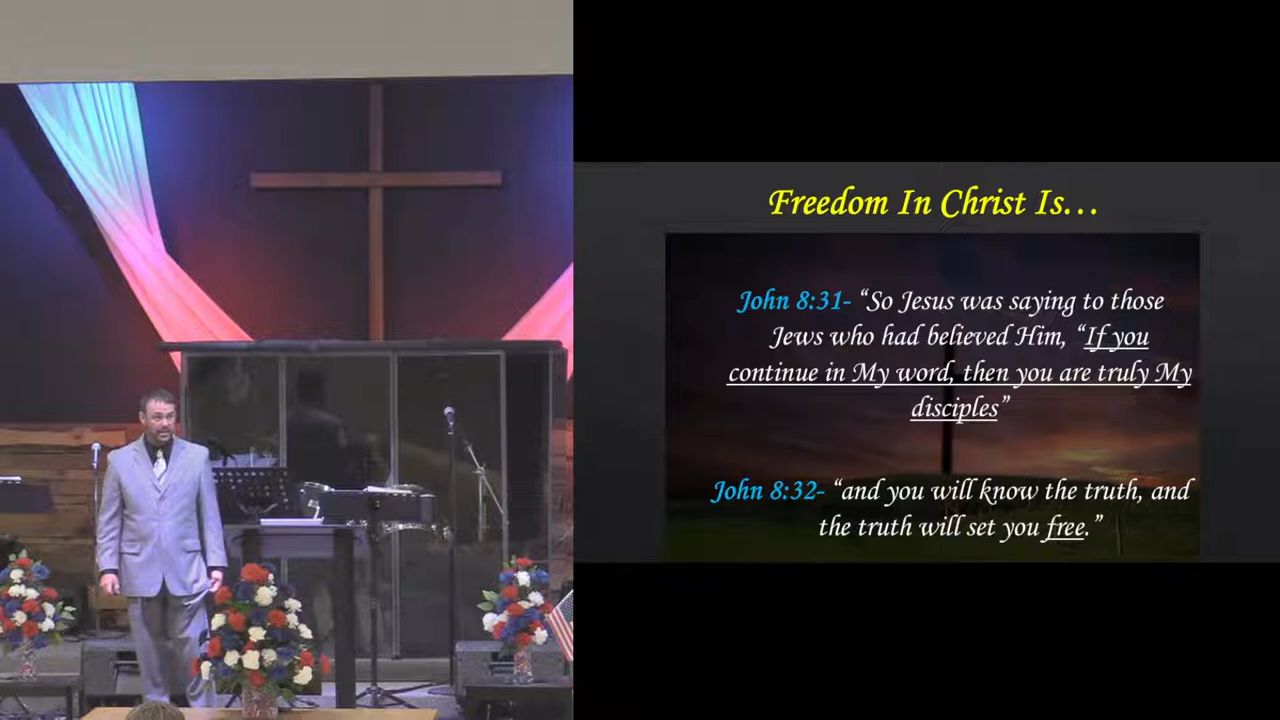 Freedom In Christ Is…
John 8:31- “So Jesus was saying to those
Jews who had believed Him, “If you
continue in My word, then you are truly My
disciples”
John 8:32- “and you will know the truth, and
the truth will set you free.”